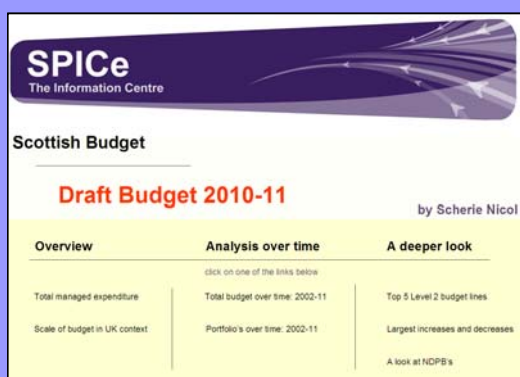 SPICe
The Information Centre
Scottish Budget
Draft Budget 2010-11
by Scherie Nicol
Overview
Analysis over time
A deeper look
click on one of the links below
Total managed expenditure
Total budget over time: 2002-11
Top 5 Level 2 budget lines
Scale of budget in UK context
Portfolio's over time: 2002-11
Largest increases and decreases
A look at NDPB's